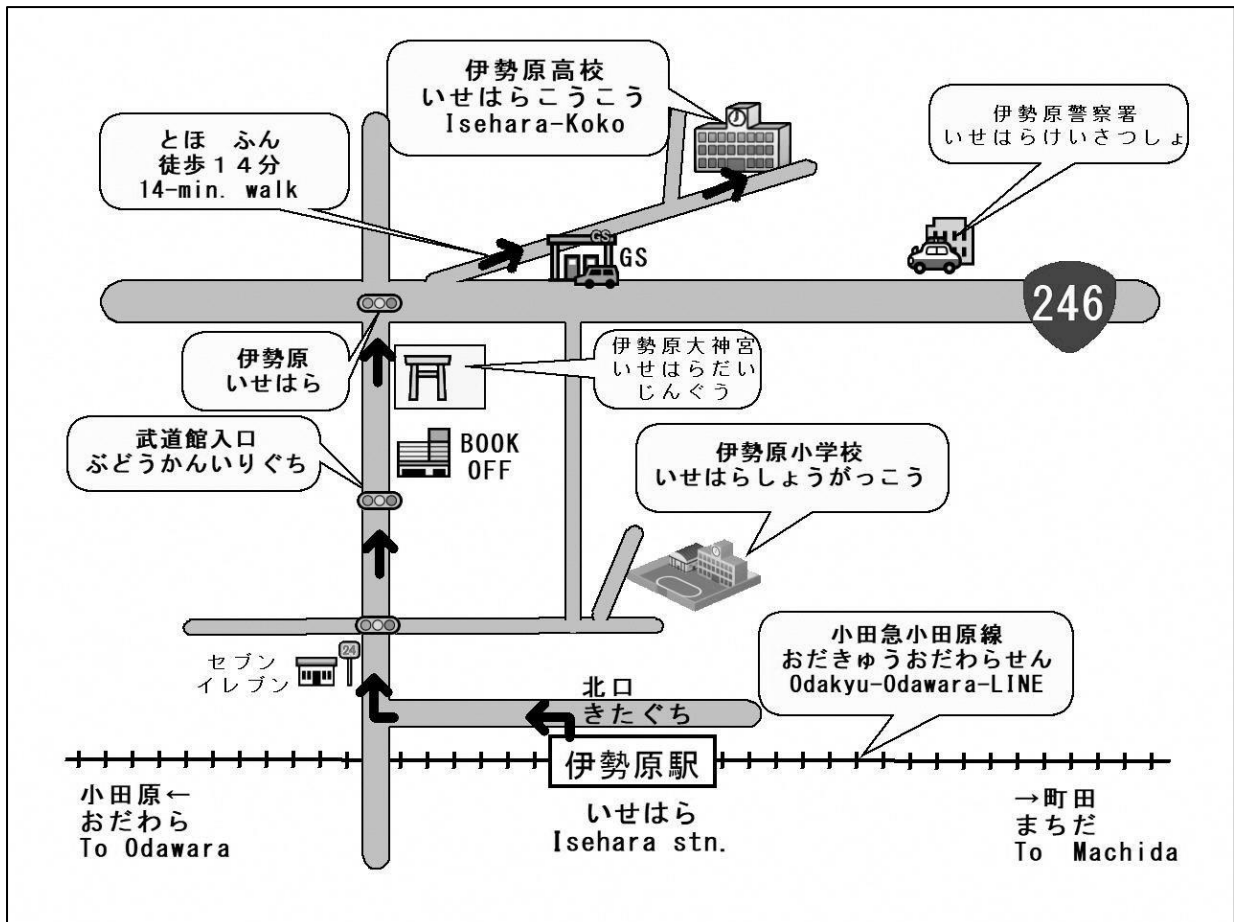 伊勢原高校
いせはらこうこう
Isehara-Koko
伊勢原警察署
いせはらけいさつしょ
とほ ふん
徒歩14分
14-min. walk
GS
GS
246
伊勢原
いせはら
伊勢原大神宮
いせはらだい
じんぐう
武道館入口
ぶどうかんいりぐち
BOOK
OFF
伊勢原小学校
いせはらしょうがっこう
24
セブン
イレブン
小田急小田原線
おだきゅうおだわらせん
Odakyu-Odawara-LINE
北口
きたぐち
伊勢原駅
いせはら
Isehara stn.
小田原←
おだわら
To Odawara
→町田
まちだ
To Machida